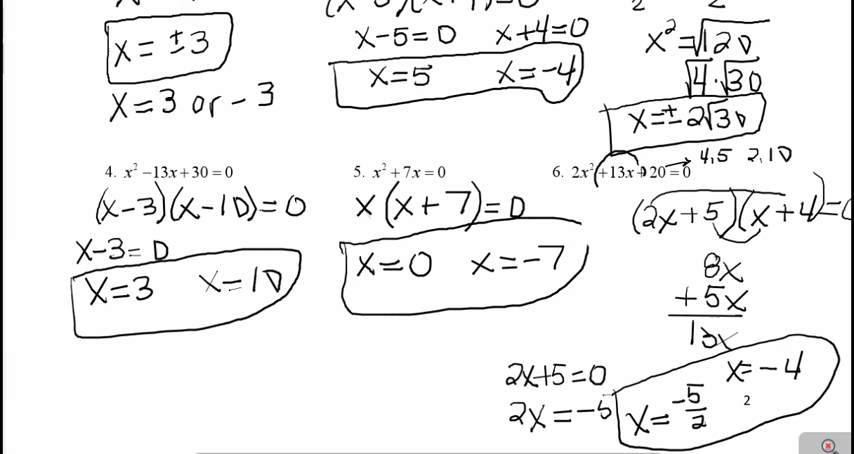 x = ±3
x = 3 or -3
x-5=0 x+4=0
x=5 x=-4
2 2
x² = √120
√4 · √30
x = ± 2√30
4. x² − 13x + 30 = 0
(x-3)(x-10)=0
x-3=0
x=3 x=10
5. x² + 7x = 0
x(x+7)=0
x=0 x=-7
6. 2x² + 13x + 20 = 0
4,5 2,10
(2x+5)(x+4)=0
8x
+5x
13x
2x+5=0
2x=-5
x=-5/2
x=-4
2